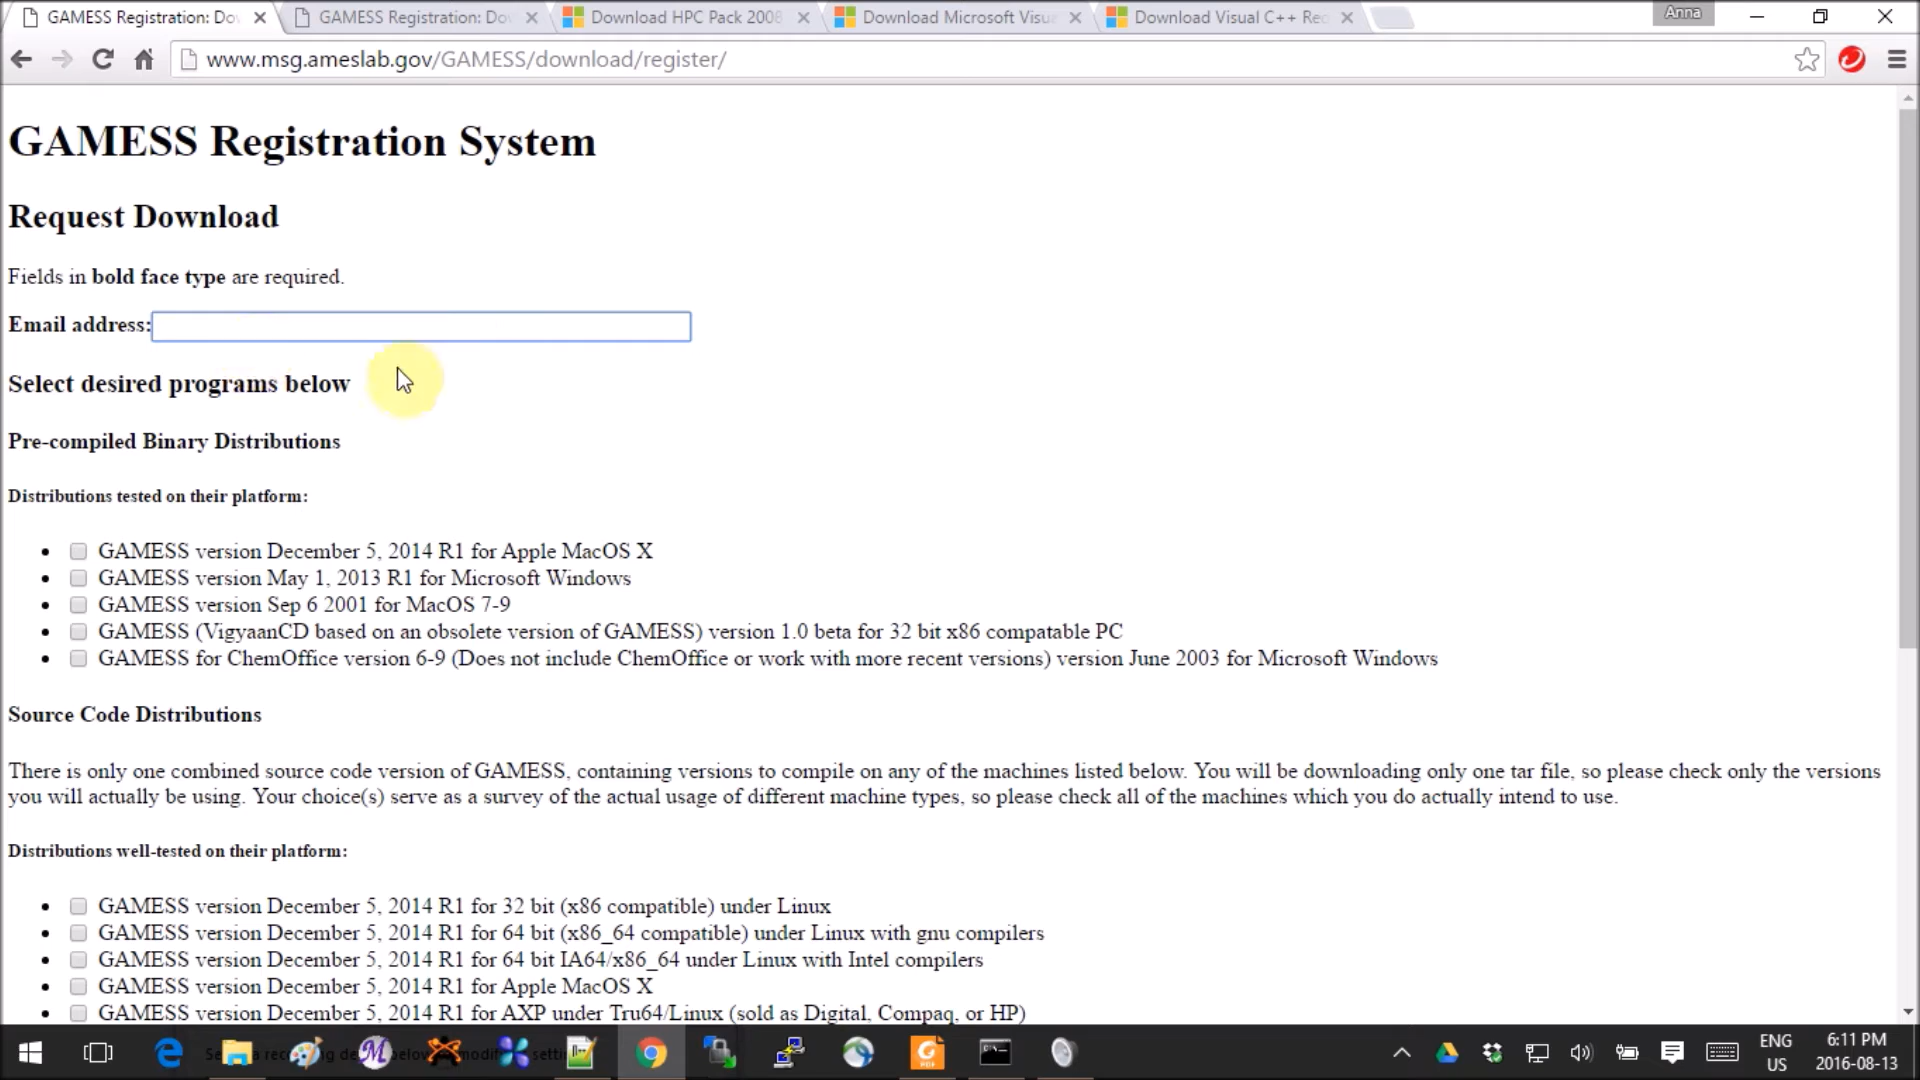 GAMESS Registration: Do
GAMESS Registration: Do
Download HPC Pack 2008
Download Microsoft Visu
Download Visual C++ Re
Anna
www.msg.ameslab.gov/GAMESS/download/register/
GAMESS Registration System
Request Download
Fields in bold face type are required.
Email address:
Select desired programs below
Pre-compiled Binary Distributions
Distributions tested on their platform:
GAMESS version December 5, 2014 R1 for Apple MacOS X
GAMESS version May 1, 2013 R1 for Microsoft Windows
GAMESS version Sep 6 2001 for MacOS 7-9
GAMESS (VigyaanCD based on an obsolete version of GAMESS) version 1.0 beta for 32 bit x86 compatable PC
GAMESS for ChemOffice version 6-9 (Does not include ChemOffice or work with more recent versions) version June 2003 for Microsoft Windows
Source Code Distributions
There is only one combined source code version of GAMESS, containing versions to compile on any of the machines listed below. You will be downloading only one tar file, so please check only the versions
you will actually be using. Your choice(s) serve as a survey of the actual usage of different machine types, so please check all of the machines which you do actually intend to use.
Distributions well-tested on their platform:
GAMESS version December 5, 2014 R1 for 32 bit (x86 compatible) under Linux
GAMESS version December 5, 2014 R1 for 64 bit (x86_64 compatible) under Linux with gnu compilers
GAMESS version December 5, 2014 R1 for 64 bit IA64/x86_64 under Linux with Intel compilers
GAMESS version December 5, 2014 R1 for Apple MacOS X
GAMESS version December 5, 2014 R1 for AXP under Tru64/Linux (sold as Digital, Compaq, or HP)
ENG
US
6:11 PM
2016-08-13